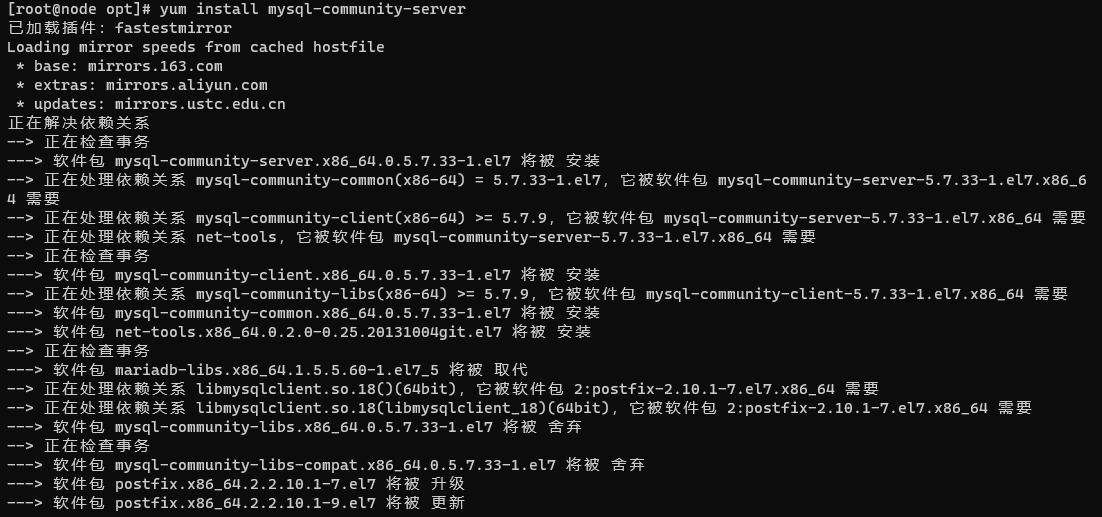 [root@node opt]# yum install mysql-community-server
已加载插件：fastestmirror
Loading mirror speeds from cached hostfile
 * base: mirrors.163.com
 * extras: mirrors.aliyun.com
 * updates: mirrors.ustc.edu.cn
正在解决依赖关系
--> 正在检查事务
---> 软件包 mysql-community-server.x86_64.0.5.7.33-1.el7 将被 安装
--> 正在处理依赖关系 mysql-community-common(x86-64) = 5.7.33-1.el7，它被软件包 mysql-community-server-5.7.33-1.el7.x86_6
4 需要
--> 正在处理依赖关系 mysql-community-client(x86-64) >= 5.7.9，它被软件包 mysql-community-server-5.7.33-1.el7.x86_64 需要
--> 正在处理依赖关系 net-tools，它被软件包 mysql-community-server-5.7.33-1.el7.x86_64 需要
--> 正在检查事务
---> 软件包 mysql-community-client.x86_64.0.5.7.33-1.el7 将被 安装
--> 正在处理依赖关系 mysql-community-libs(x86-64) >= 5.7.9，它被软件包 mysql-community-client-5.7.33-1.el7.x86_64 需要
---> 软件包 mysql-community-common.x86_64.0.5.7.33-1.el7 将被 安装
---> 软件包 net-tools.x86_64.0.2.0-0.25.20131004git.el7 将被 安装
--> 正在检查事务
---> 软件包 mariadb-libs.x86_64.1.5.5.60-1.el7_5 将被 取代
--> 正在处理依赖关系 libmysqlclient.so.18()(64bit)，它被软件包 2:postfix-2.10.1-7.el7.x86_64 需要
--> 正在处理依赖关系 libmysqlclient.so.18(libmysqlclient_18)(64bit)，它被软件包 2:postfix-2.10.1-7.el7.x86_64 需要
---> 软件包 mysql-community-libs.x86_64.0.5.7.33-1.el7 将被 舍弃
--> 正在检查事务
---> 软件包 mysql-community-libs-compat.x86_64.0.5.7.33-1.el7 将被 舍弃
---> 软件包 postfix.x86_64.2.2.10.1-7.el7 将被 升级
---> 软件包 postfix.x86_64.2.2.10.1-9.el7 将被 更新